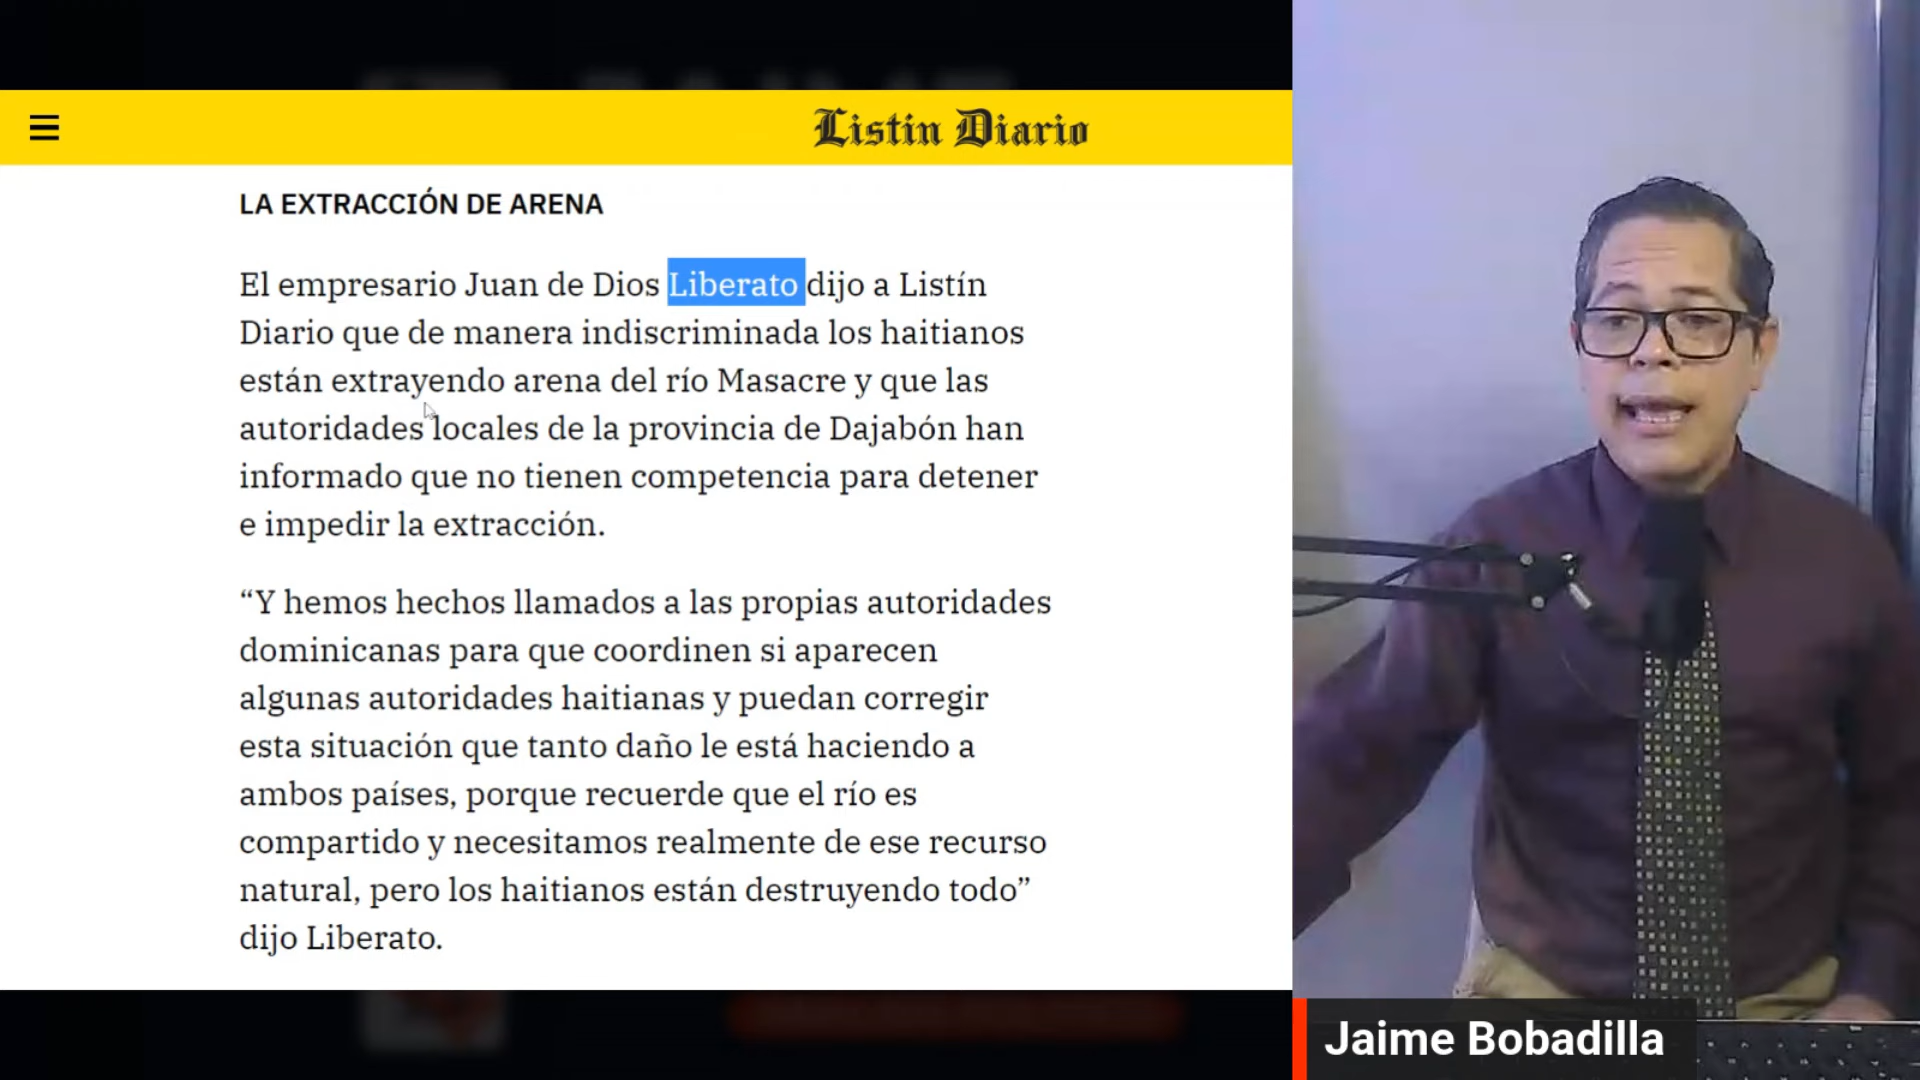 Listin Diario
LA EXTRACCIÓN DE ARENA
El empresario Juan de Dios Liberato dijo a Listín
Diario que de manera indiscriminada los haitianos
están extrayendo arena del río Masacre y que las
autoridades locales de la provincia de Dajabón han
informado que no tienen competencia para detener
e impedir la extracción.
“Y hemos hechos llamados a las propias autoridades
dominicanas para que coordinen si aparecen
algunas autoridades haitianas y puedan corregir
esta situación que tanto daño le está haciendo a
ambos países, porque recuerde que el río es
compartido y necesitamos realmente de ese recurso
natural, pero los haitianos están destruyendo todo”
dijo Liberato.
Jaime Bobadilla